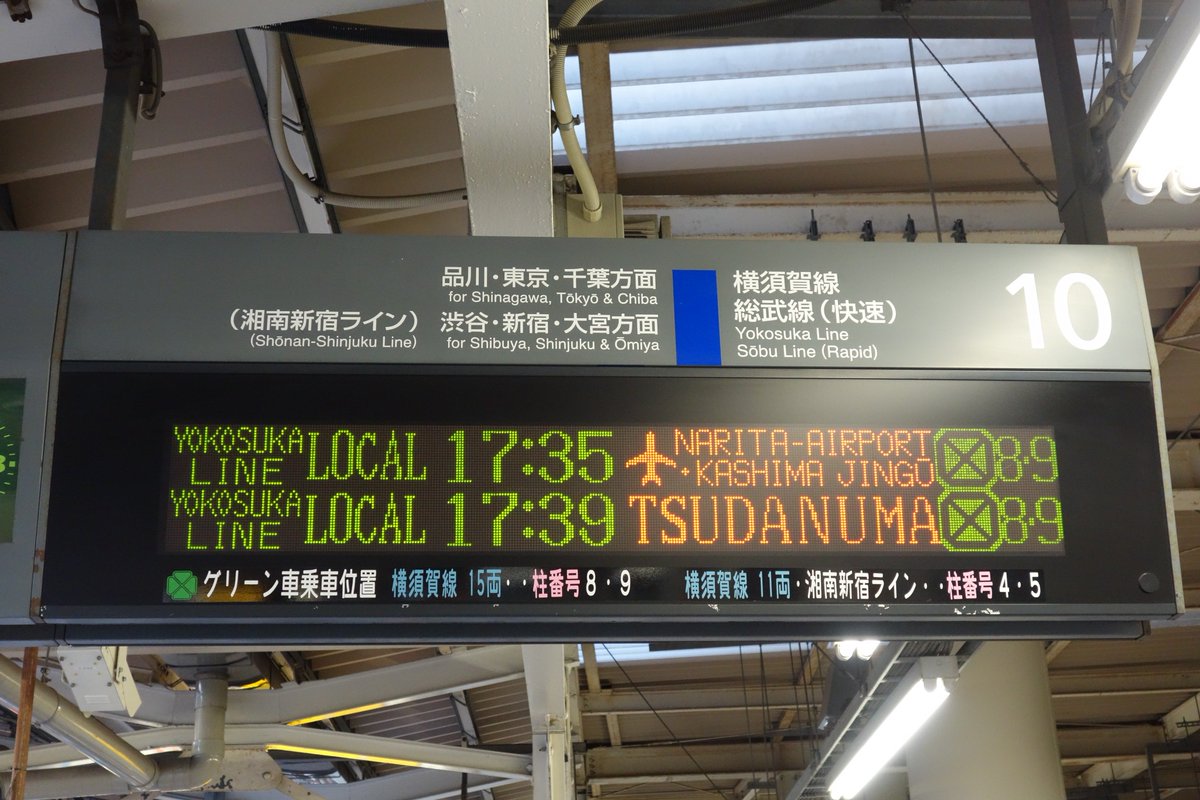 品川・東京・千葉方面
for Shinagawa, Tōkyō & Chiba
(湘南新宿ライン) 渋谷・新宿・大宮方面
(Shōnan-Shinjuku Line) for Shibuya, Shinjuku & Ōmiya
横須賀線
総武線(快速)
Yokosuka Line
Sōbu Line (Rapid)
10
YOKOSUKA LINE LOCAL 17:35 NARITA-AIRPORT ・KASHIMA JINGŪ 8・9
YOKOSUKA LINE LOCAL 17:39 TSUDANUMA 8・9
グリーン車乗車位置 横須賀線 15両・・柱番号 8・9 横須賀線 11両・湘南新宿ライン・・柱番号 4・5